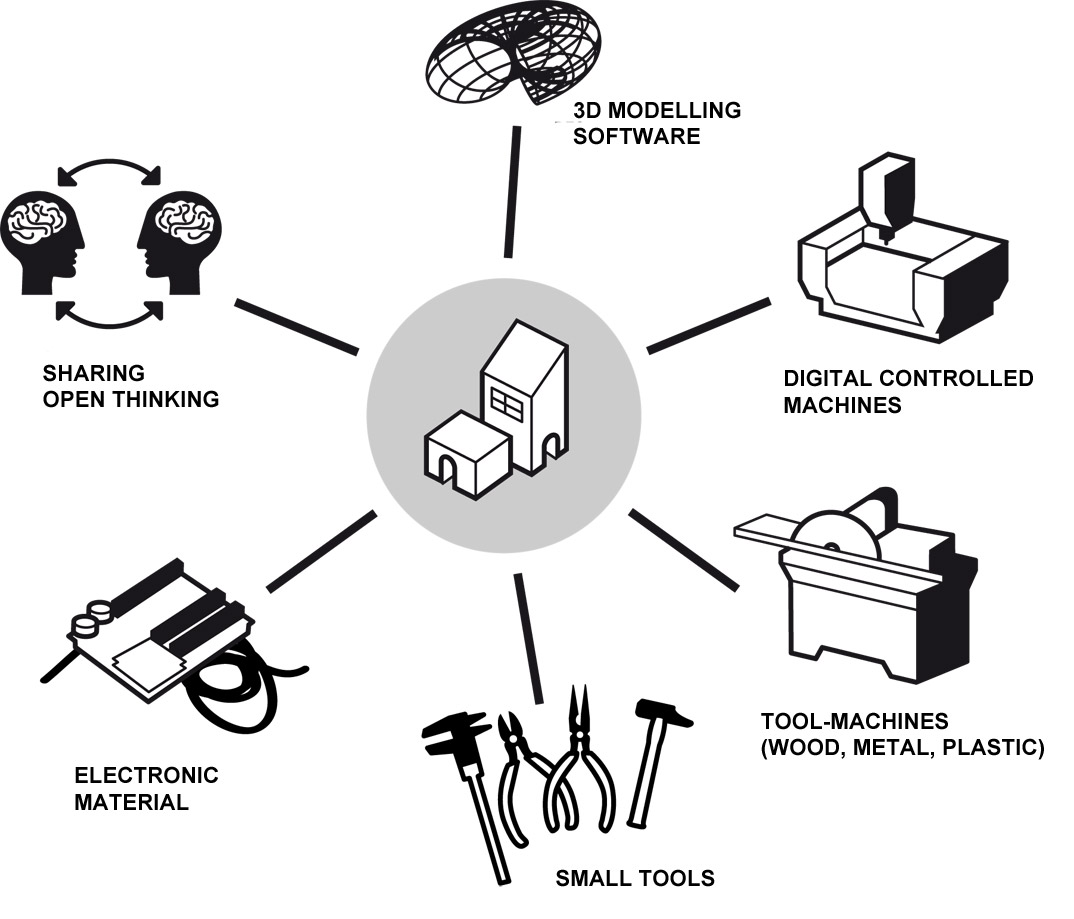 3D MODELLING
SOFTWARE
SHARING
OPEN THINKING
DIGITAL CONTROLLED
MACHINES
TOOL-MACHINES
(WOOD, METAL, PLASTIC)
ELECTRONIC
MATERIAL
SMALL TOOLS